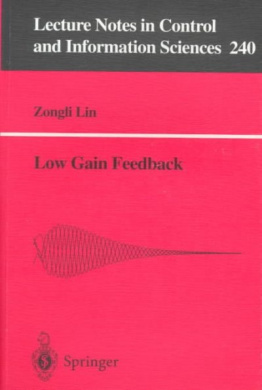 Lecture Notes in Control
and Information Sciences 240
Zongli Lin
Low Gain Feedback
Springer